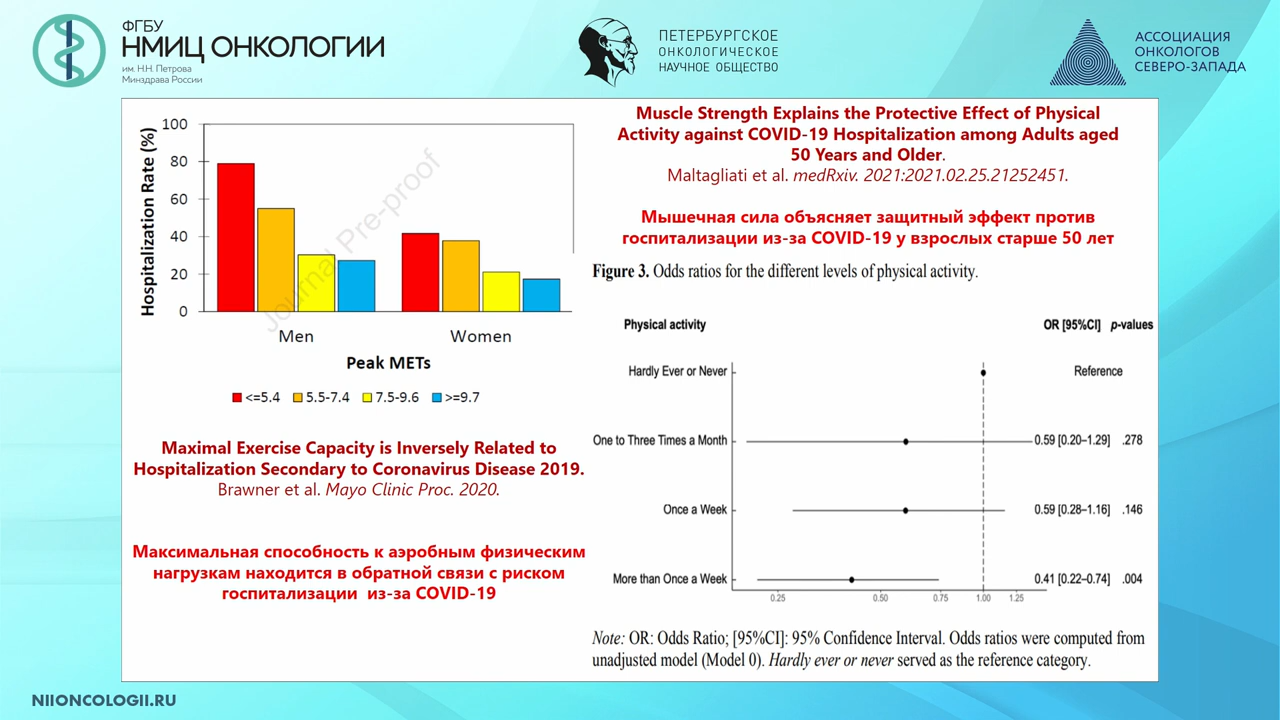 ФГБУ
НМИЦ ОНКОЛОГИИ
им. Н.Н. Петрова
Минздрава России
ПЕТЕРБУРГСКОЕ
ОНКОЛОГИЧЕСКОЕ
НАУЧНОЕ ОБЩЕСТВО
АССОЦИАЦИЯ
ОНКОЛОГОВ
СЕВЕРО-ЗАПАДА
Hospitalization Rate (%)
100
80
60
40
20
0
Journal Pre-proof
Men Women
Peak METs
<=5.4 5.5-7.4 7.5-9.6 >=9.7
Maximal Exercise Capacity is Inversely Related to
Hospitalization Secondary to Coronavirus Disease 2019.
Brawner et al. Mayo Clinic Proc. 2020.
Максимальная способность к аэробным физическим
нагрузкам находится в обратной связи с риском
госпитализации из-за COVID-19
Muscle Strength Explains the Protective Effect of Physical
Activity against COVID-19 Hospitalization among Adults aged
50 Years and Older.
Maltagliati et al. medRxiv. 2021:2021.02.25.21252451.
Мышечная сила объясняет защитный эффект против
госпитализации из-за COVID-19 у взрослых старше 50 лет
Figure 3. Odds ratios for the different levels of physical activity.
Physical activity OR [95%CI] p-values
Hardly Ever or Never Reference
One to Three Times a Month 0.59 [0.20–1.29] .278
Once a Week 0.59 [0.28–1.16] .146
More than Once a Week 0.41 [0.22–0.74] .004
0.25 0.50 0.75 1.00 1.25
Note: OR: Odds Ratio; [95%CI]: 95% Confidence Interval. Odds ratios were computed from
unadjusted model (Model 0). Hardly ever or never served as the reference category.
NIIONCOLOGII.RU